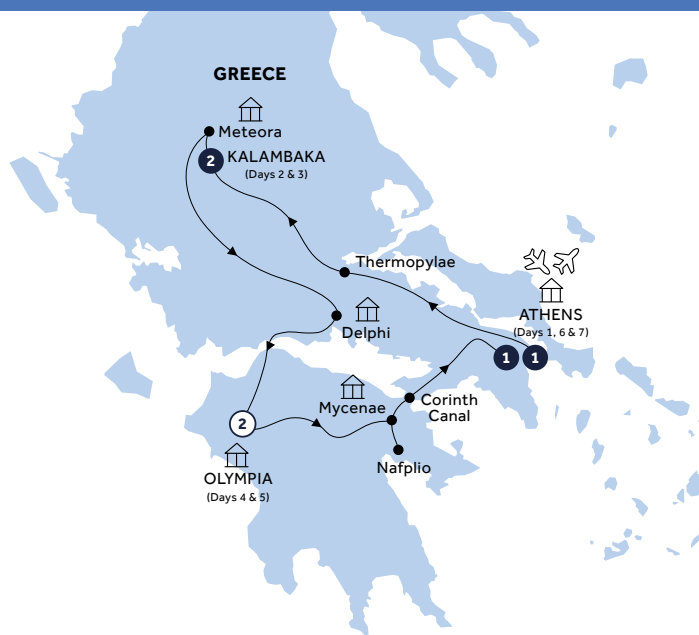 GREECE
Meteora
2
KALAMBAKA
(Days 2 & 3)
Thermopylae
ATHENS
(Days 1, 6 & 7)
1
1
Delphi
Mycenae
Corinth
Canal
2
Nafplio
OLYMPIA
(Days 4 & 5)